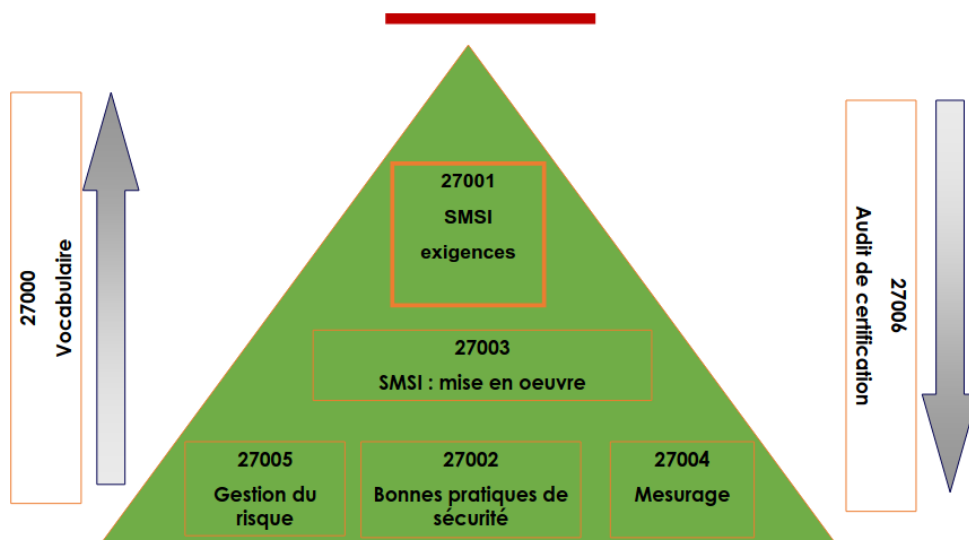 27000
Vocabulaire
27001
SMSI
exigences
27003
SMSI : mise en oeuvre
27005
Gestion du
risque
27002
Bonnes pratiques de
sécurité
27004
Mesurage
27006
Audit de certification